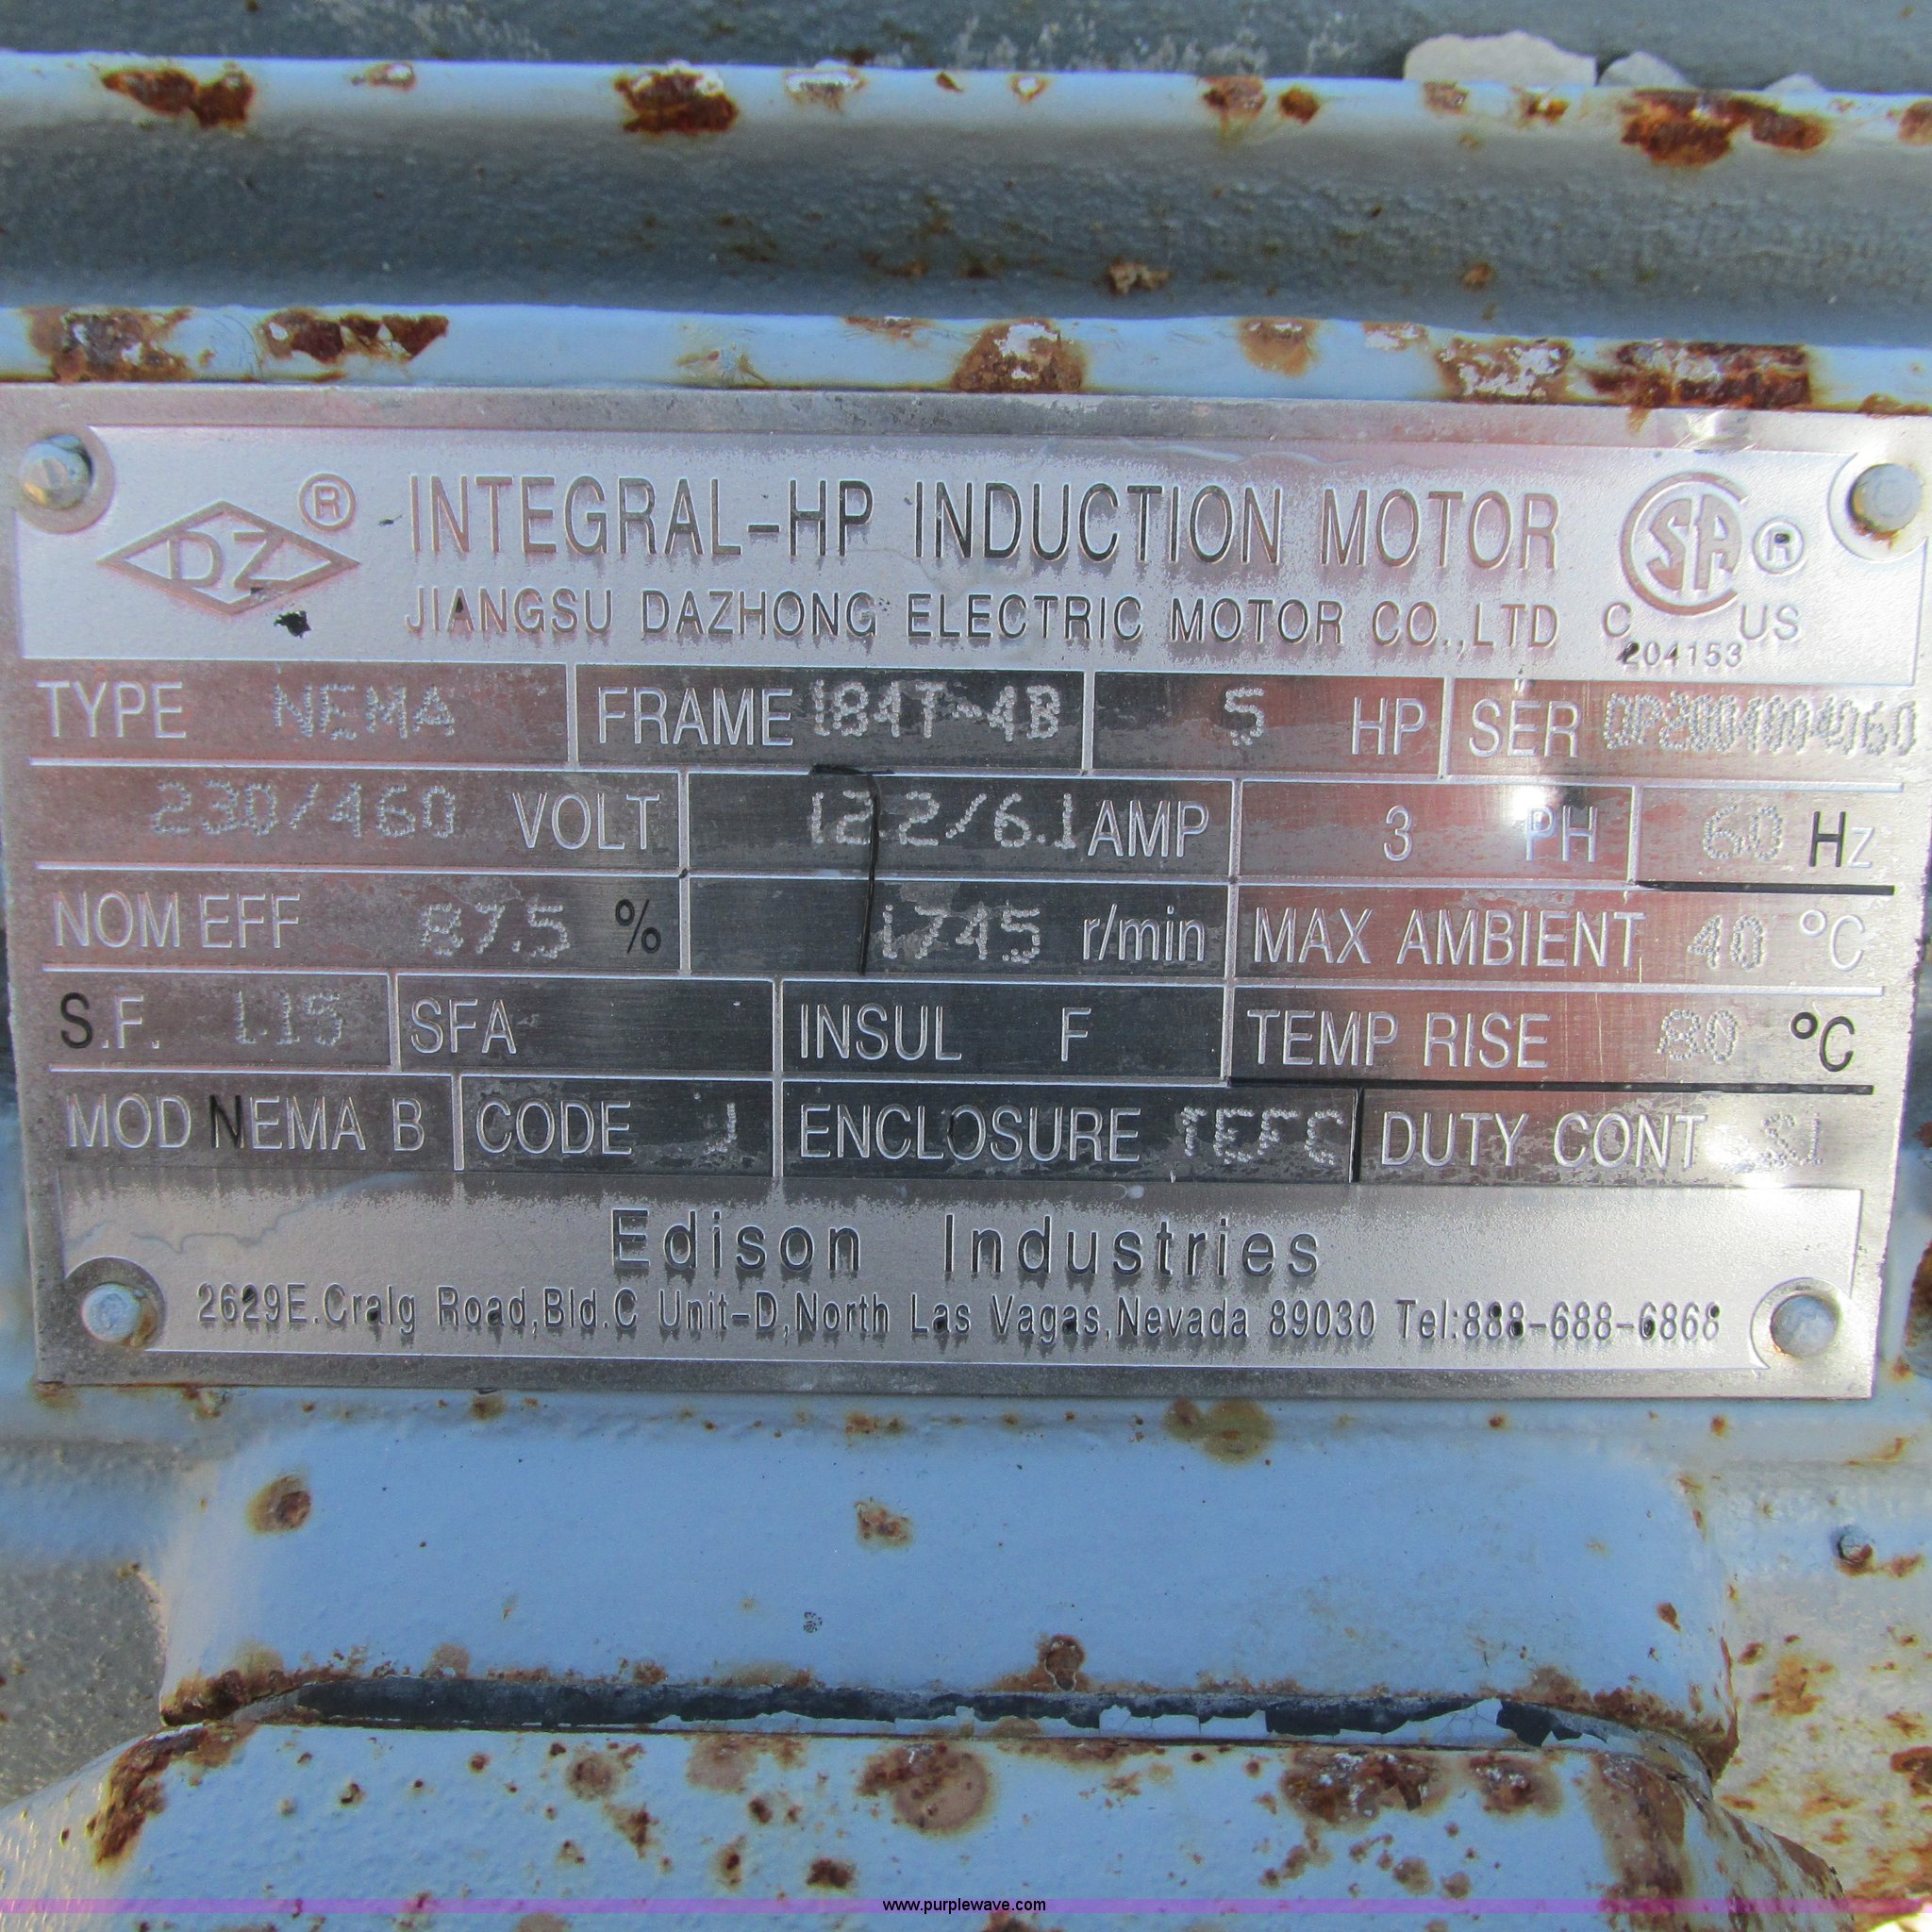 DZ ® INTEGRAL-HP INDUCTION MOTOR SA ®
JIANGSU DAZHONG ELECTRIC MOTOR CO.,LTD C US
204153
TYPE NEMA FRAME 184T-4B 5 HP SER
230/460 VOLT 12.2/6.1 AMP 3 PH 60 Hz
NOM EFF 87.5 % 1745 r/min MAX AMBIENT 40 °C
S.F. 1.15 SFA INSUL F TEMP RISE 80 °C
MOD NEMA B CODE J ENCLOSURE TEFC DUTY CONT S1
Edison Industries
2629E.Cralg Road,Bld.C Unit-D,North Las Vagas,Nevada 89030 Tel:888-688-6868
www.purplewave.com